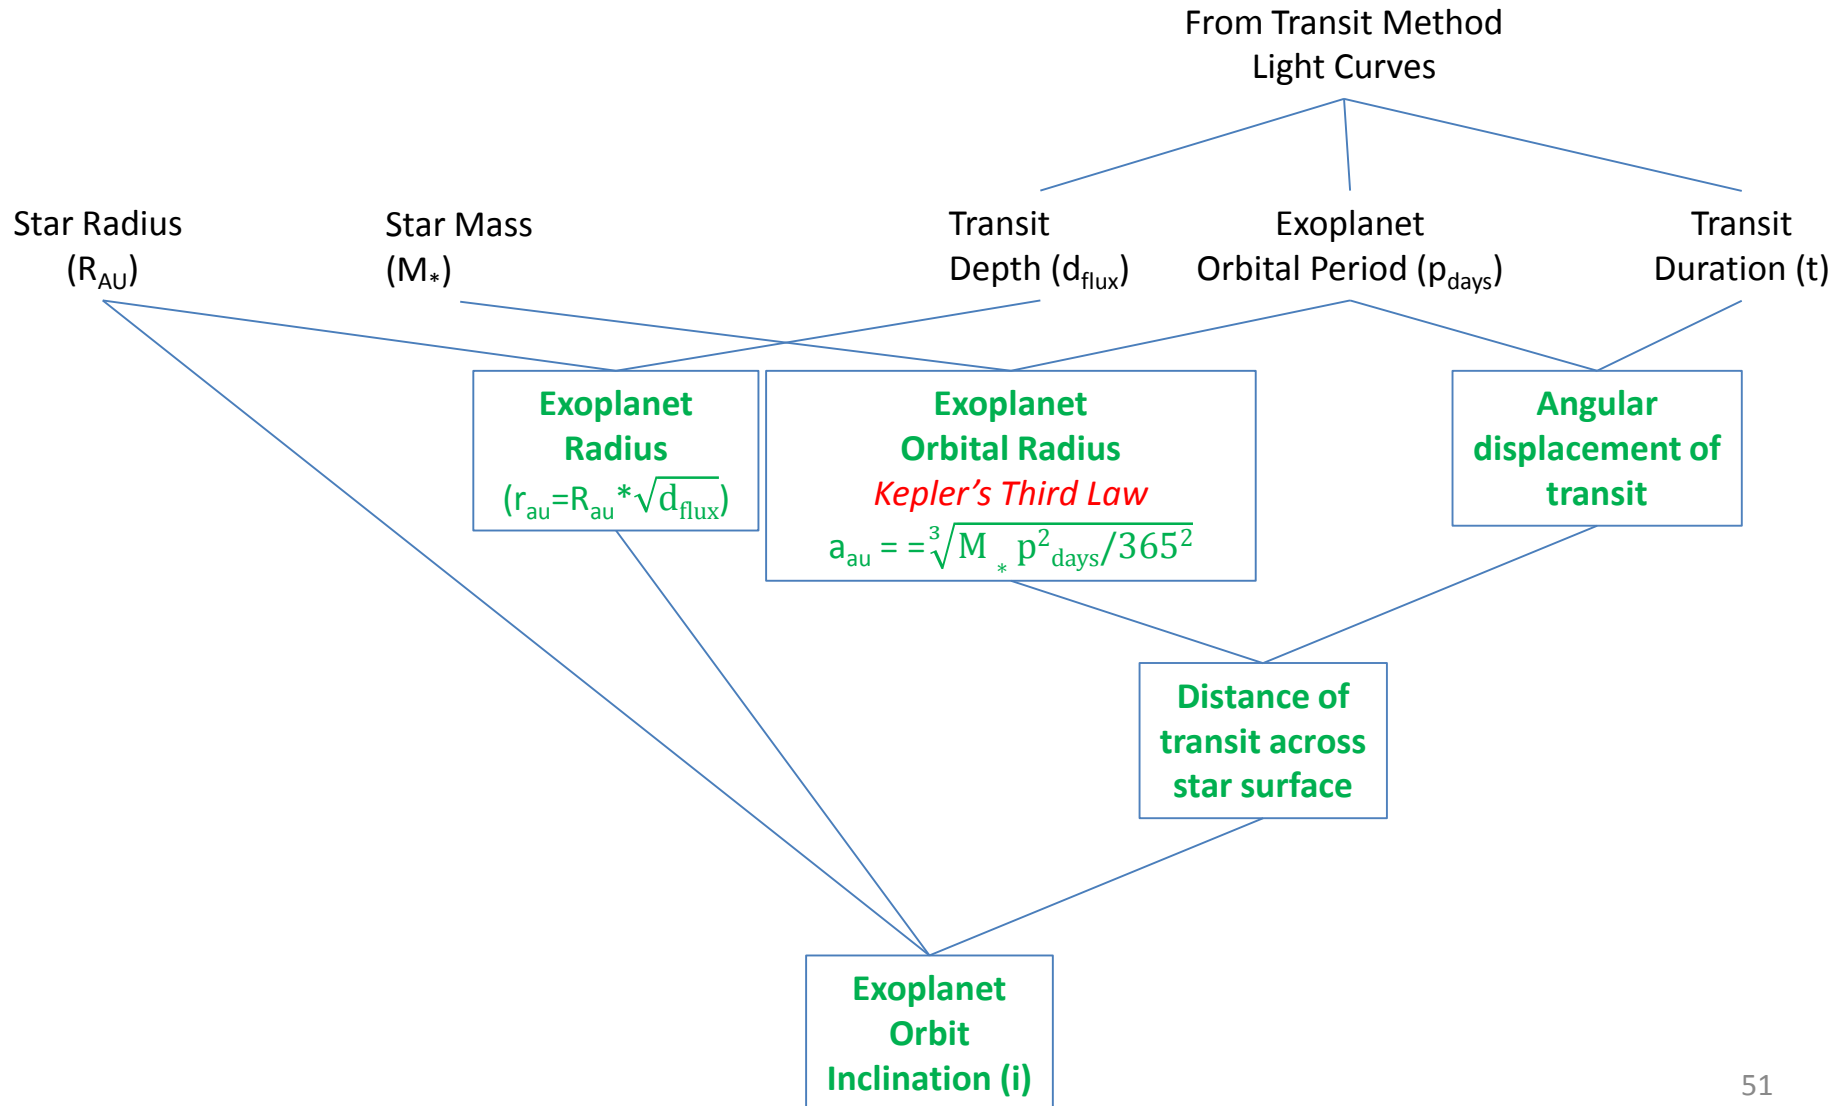 From Transit Method
Light Curves
Star Radius
(R_AU)
Star Mass
(M_*)
Transit
Depth (d_flux)
Exoplanet
Orbital Period (p_days)
Transit
Duration (t)
Exoplanet
Radius
(r_au=R_au*√d_flux)
Exoplanet
Orbital Radius
Kepler’s Third Law
a_au = =∛M_* p²_days/365²
Angular
displacement of
transit
Distance of
transit across
star surface
Exoplanet
Orbit
Inclination (i)
51